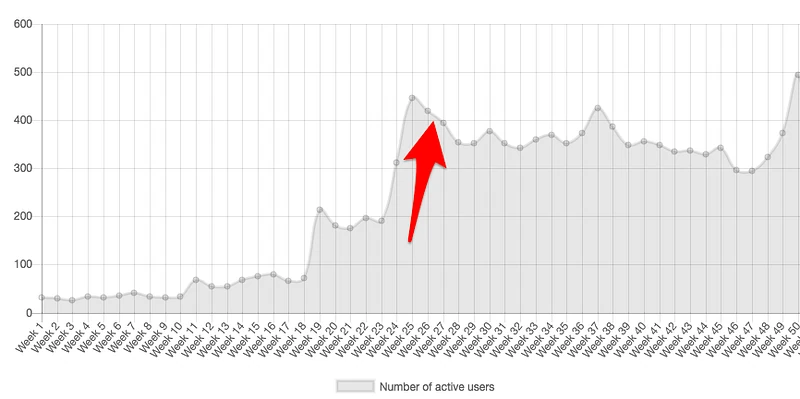 600
500
400
300
200
100
0
Week 1
Week 2
Week 3
Week 4
Week 5
Week 6
Week 7
Week 8
Week 9
Week 10
Week 11
Week 12
Week 13
Week 14
Week 15
Week 16
Week 17
Week 18
Week 19
Week 20
Week 21
Week 22
Week 23
Week 24
Week 25
Week 26
Week 27
Week 28
Week 29
Week 30
Week 31
Week 32
Week 33
Week 34
Week 35
Week 36
Week 37
Week 38
Week 39
Week 40
Week 41
Week 42
Week 43
Week 44
Week 45
Week 46
Week 47
Week 48
Week 49
Week 50
Number of active users